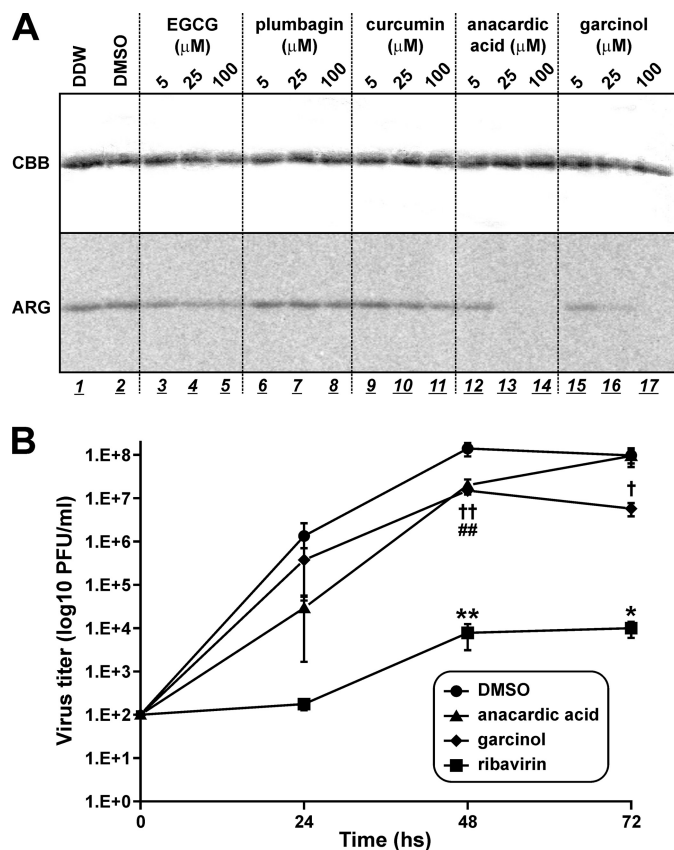 A
DDW DMSO EGCG (μM) plumbagin (μM) curcumin (μM) anacardic acid (μM) garcinol (μM)
5 25 100 5 25 100 5 25 100 5 25 100 5 25 100
CBB
ARG
1 2 3 4 5 6 7 8 9 10 11 12 13 14 15 16 17
B
Virus titer (log10 PFU/ml)
1.E+8
1.E+7
1.E+6
1.E+5
1.E+4
1.E+3
1.E+2
1.E+1
1.E+0
†
††
##
**
*
DMSO
anacardic acid
garcinol
ribavirin
0 24 48 72
Time (hs)